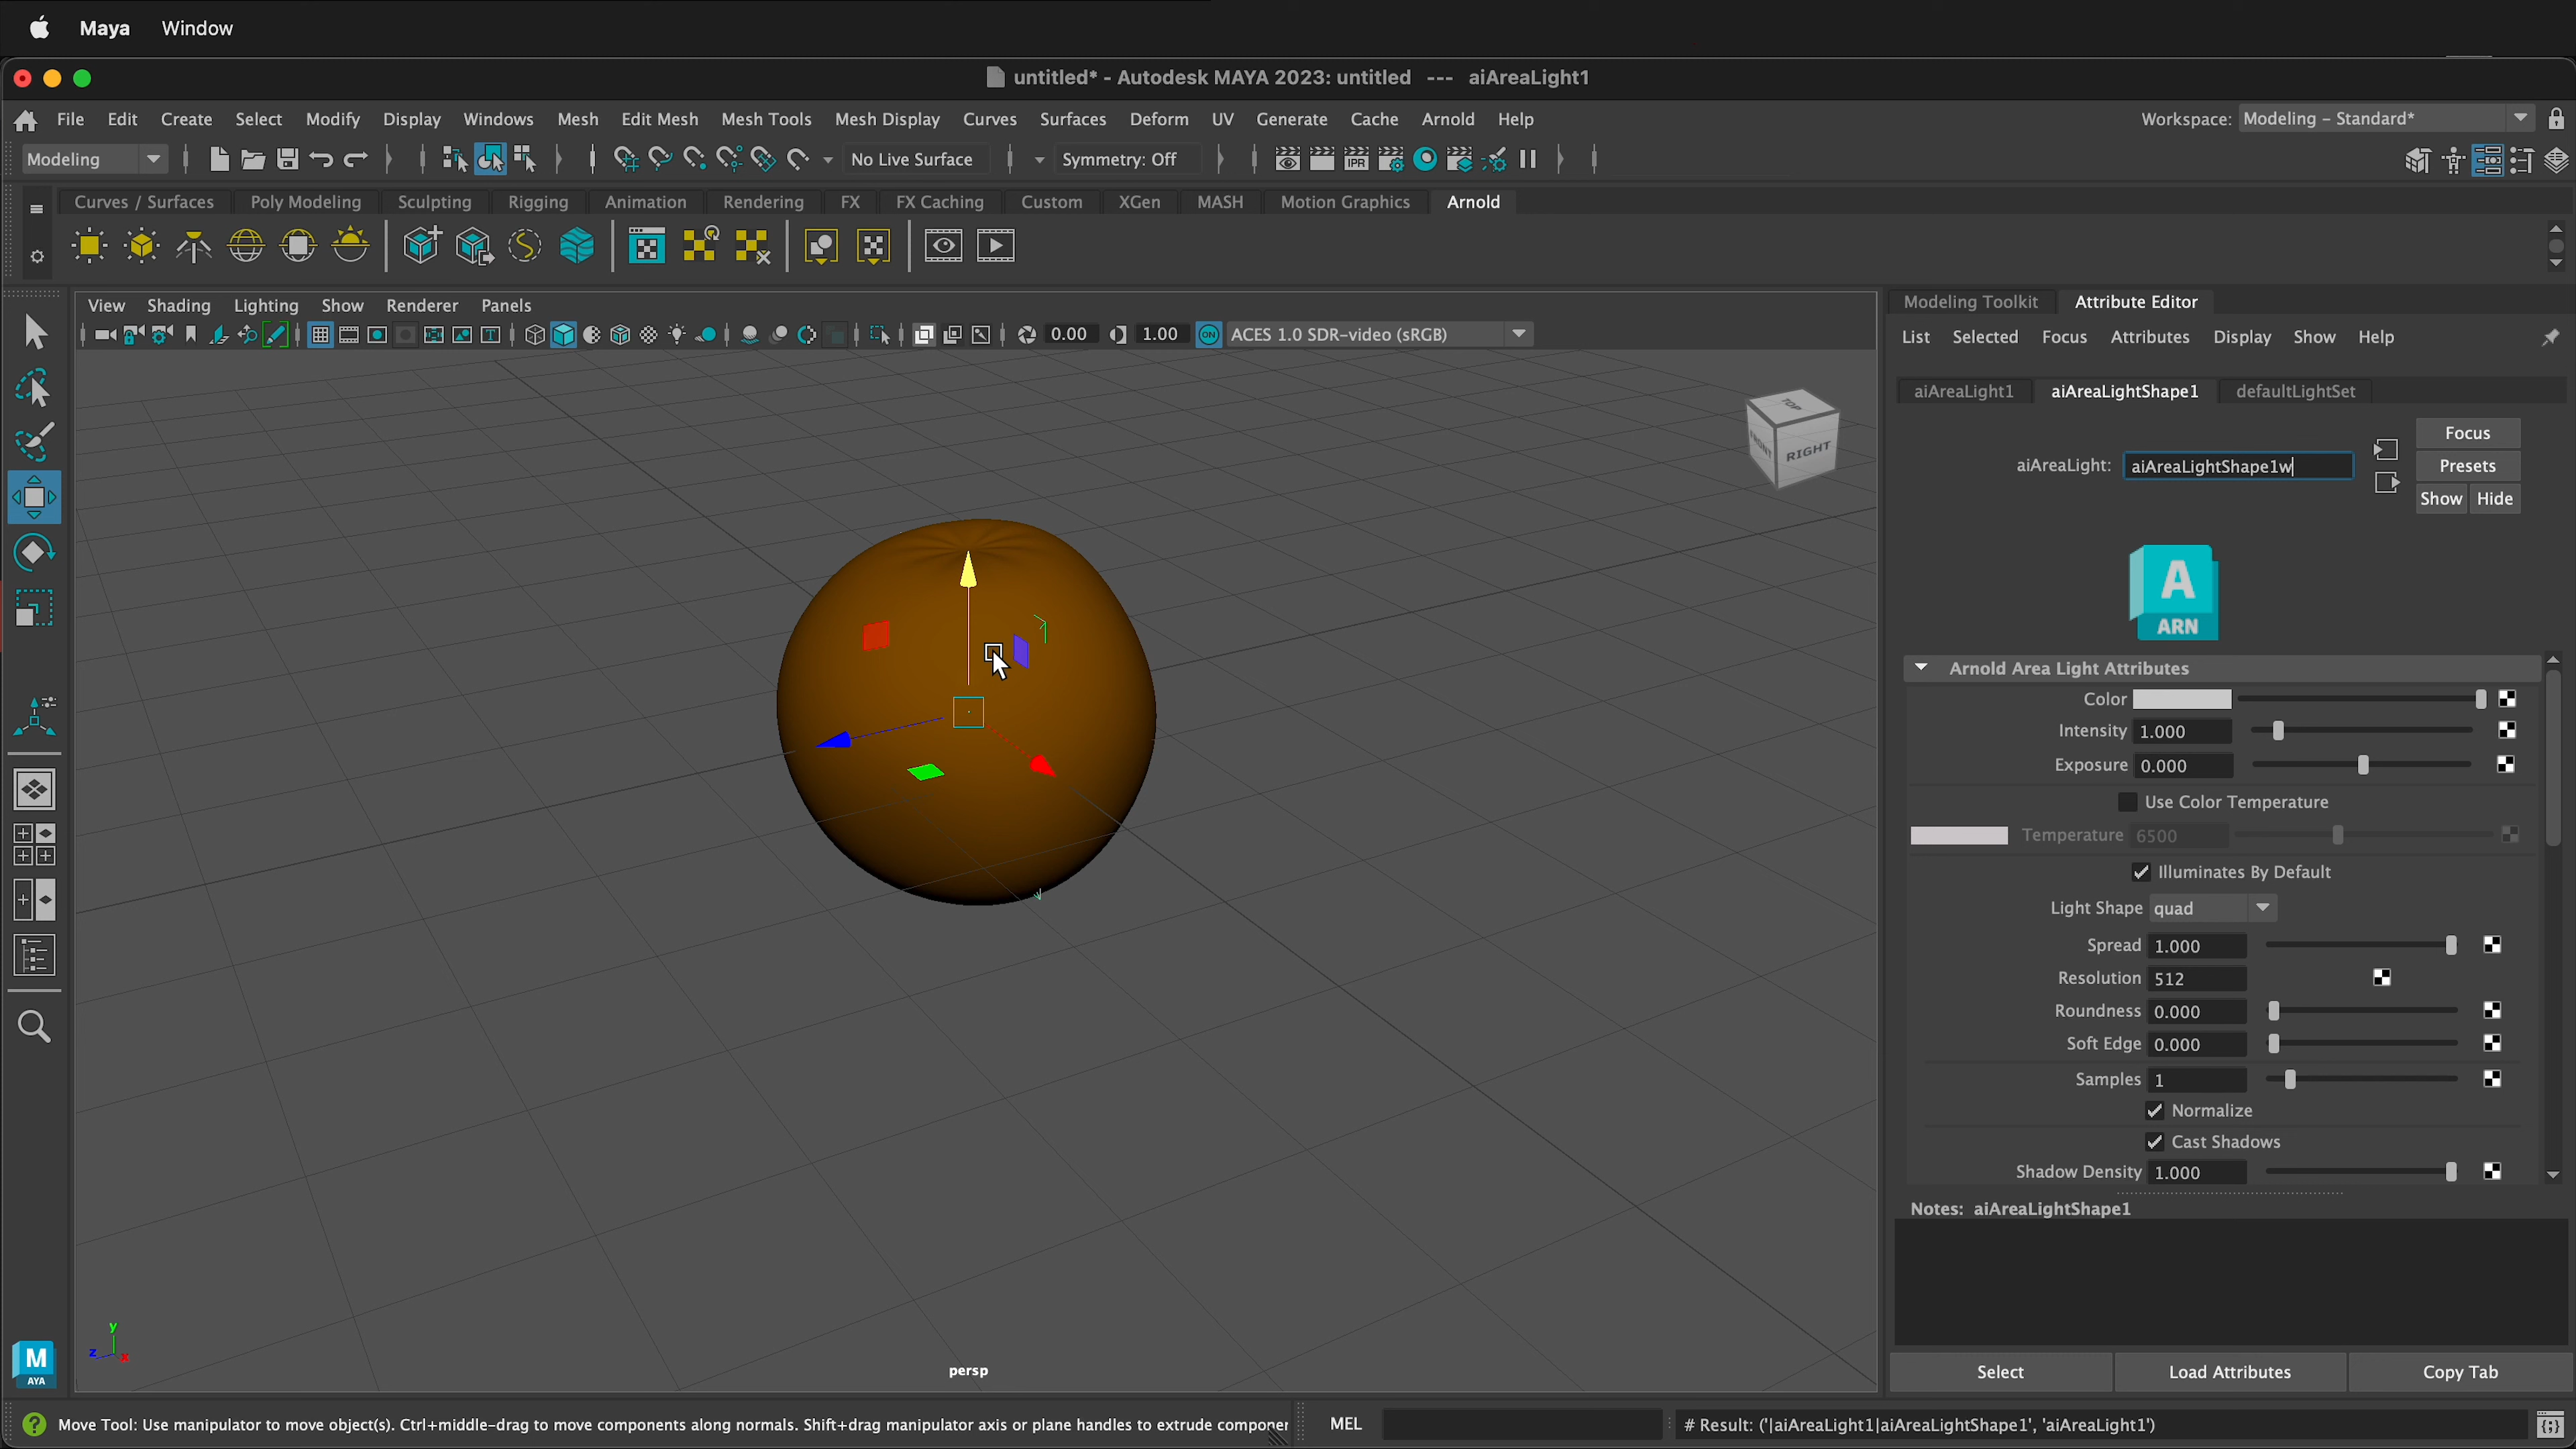 Maya Window
untitled* - Autodesk MAYA 2023: untitled --- aiAreaLight1
File Edit Create Select Modify Display Windows Mesh Edit Mesh Mesh Tools Mesh Display Curves Surfaces Deform UV Generate Cache Arnold Help Workspace: Modeling - Standard*
Modeling No Live Surface Symmetry: Off IPR
Curves / Surfaces Poly Modeling Sculpting Rigging Animation Rendering FX FX Caching Custom XGen MASH Motion Graphics Arnold
View Shading Lighting Show Renderer Panels
0.00 1.00 ON ACES 1.0 SDR-video (sRGB)
TOP
FRONT RIGHT
y
z x
persp
M
AYA
Modeling Toolkit Attribute Editor
List Selected Focus Attributes Display Show Help
aiAreaLight1 aiAreaLightShape1 defaultLightSet
Focus
aiAreaLight: aiAreaLightShape1w Presets
Show Hide
A
ARN
Arnold Area Light Attributes
Color
Intensity 1.000
Exposure 0.000
Use Color Temperature
Temperature 6500
Illuminates By Default
Light Shape quad
Spread 1.000
Resolution 512
Roundness 0.000
Soft Edge 0.000
Samples 1
Normalize
Cast Shadows
Shadow Density 1.000
Notes: aiAreaLightShape1
Select Load Attributes Copy Tab
Move Tool: Use manipulator to move object(s). Ctrl+middle-drag to move components along normals. Shift+drag manipulator axis or plane handles to extrude componer MEL # Result: ('|aiAreaLight1|aiAreaLightShape1', 'aiAreaLight1')